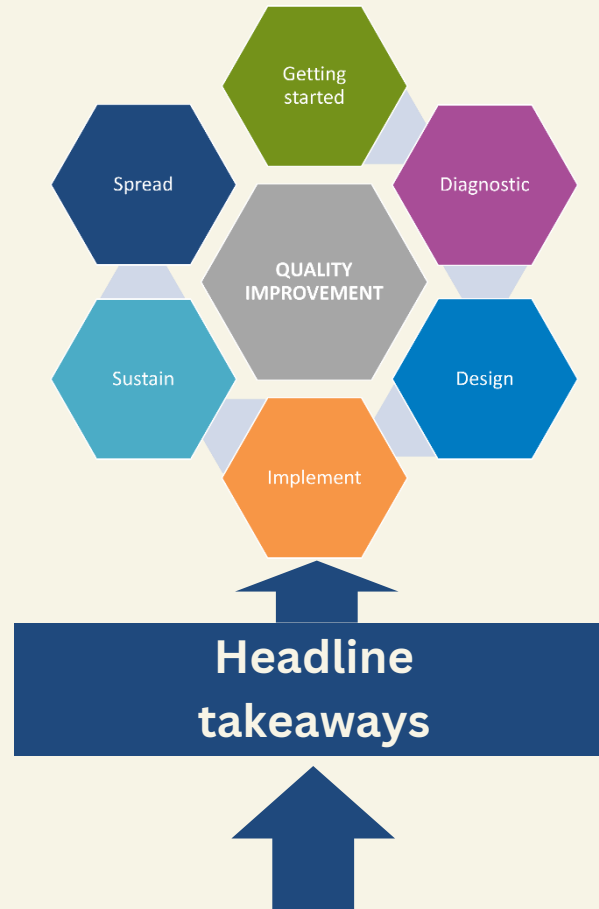 Getting
started
Spread
Diagnostic
QUALITY
IMPROVEMENT
Sustain
Design
Implement
Headline
takeaways